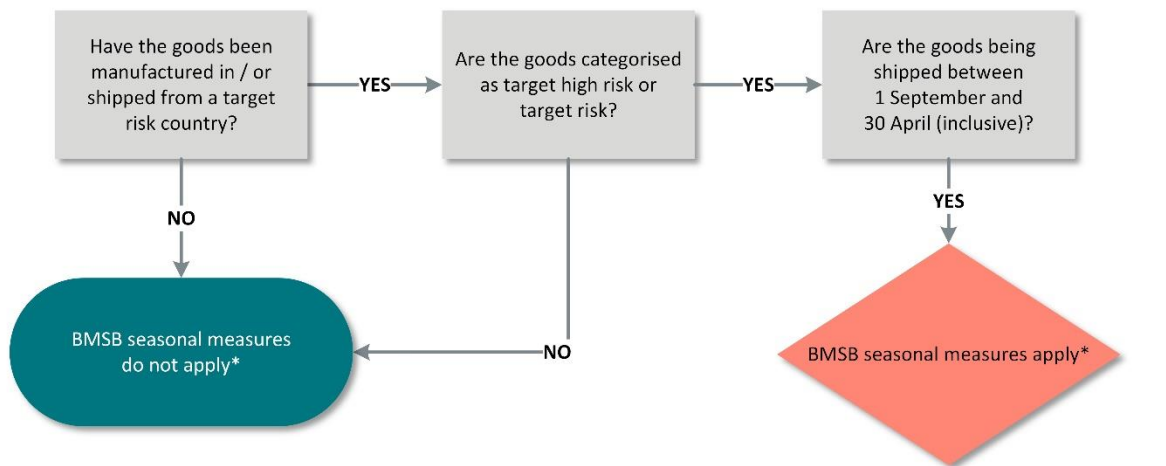 Have the goods been
manufactured in / or
shipped from a target
risk country?
YES
Are the goods categorised
as target high risk or
target risk?
YES
Are the goods being
shipped between
1 September and
30 April (inclusive)?
NO
YES
BMSB seasonal measures
do not apply*
NO
BMSB seasonal measures apply*